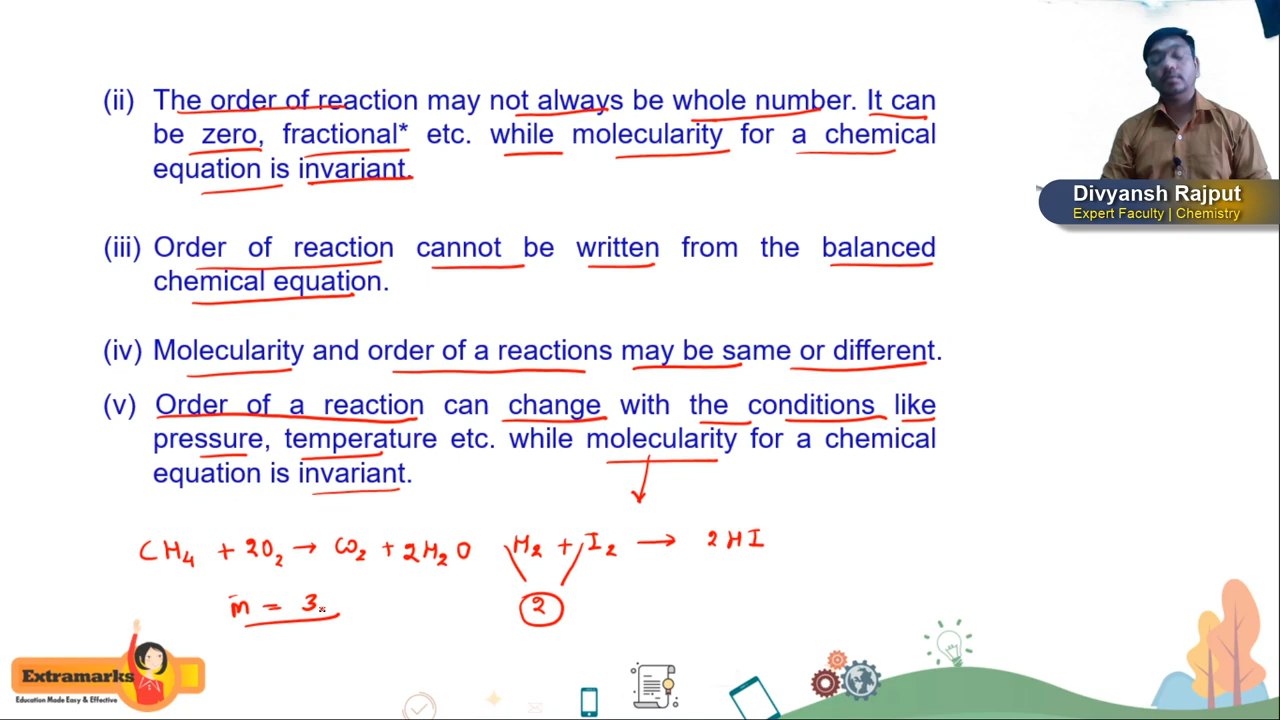 (ii) The order of reaction may not always be whole number. It can
be zero, fractional* etc. while molecularity for a chemical
equation is invariant.
Divyansh Rajput
Expert Faculty | Chemistry
(iii) Order of reaction cannot be written from the balanced
chemical equation.
(iv) Molecularity and order of a reactions may be same or different.
(v) Order of a reaction can change with the conditions like
pressure, temperature etc. while molecularity for a chemical
equation is invariant.
CH₄ + 2O₂ → CO₂ + 2H₂O H₂ + I₂ → 2HI
m = 3 2
Extramarks
Education Made Easy & Effective